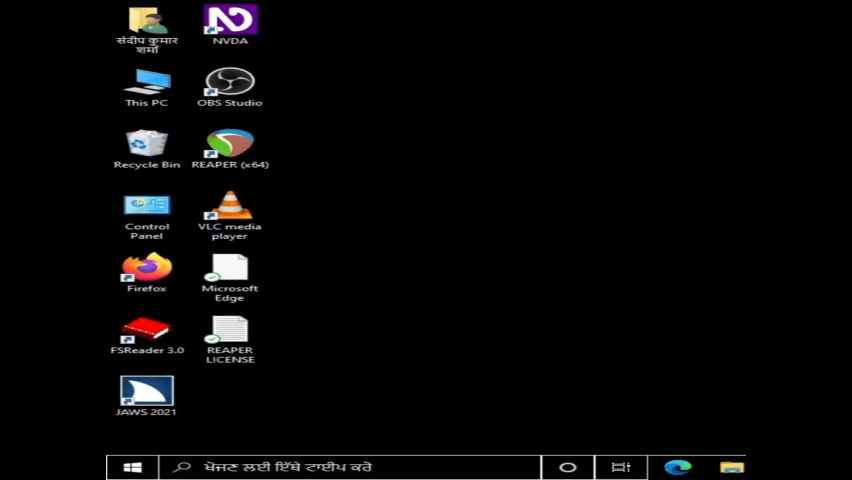 संदीप कुमार
शर्मा
NVDA
This PC
OBS Studio
Recycle Bin
REAPER (x64)
Control
Panel
VLC media
player
Firefox
Microsoft
Edge
FSReader 3.0
REAPER
LICENSE
JAWS 2021
ਖੋਜਣ ਲਈ ਇੱਥੇ ਟਾਈਪ ਕਰੋ